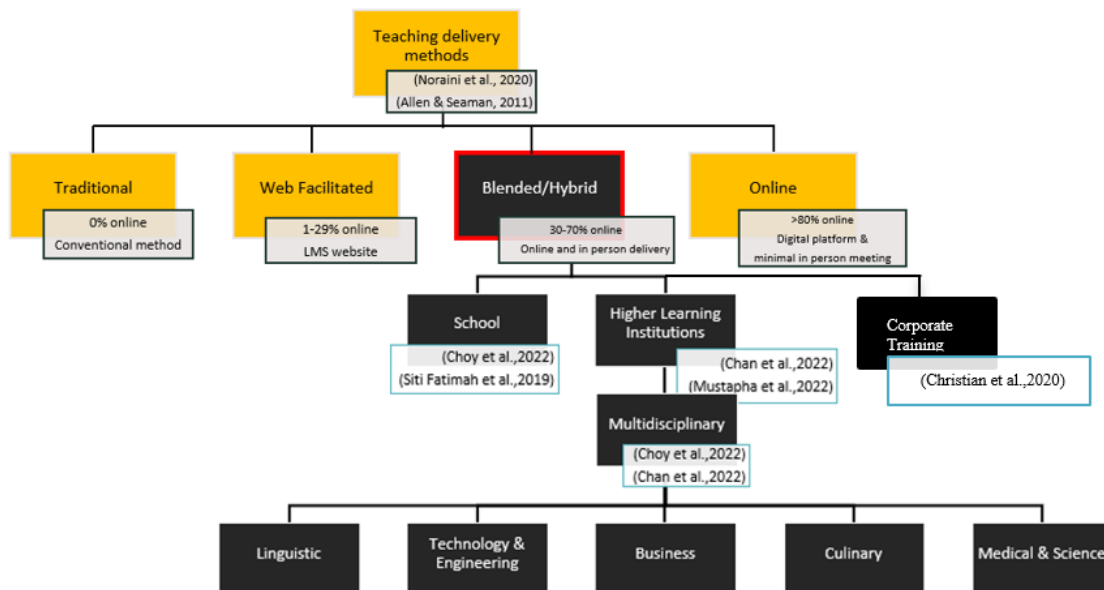 Teaching delivery
methods
(Noraini et al., 2020)
(Allen & Seaman, 2011)
Traditional
0% online
Conventional method
Web Facilitated
1-29% online
LMS website
Blended/Hybrid
30-70% online
Online and in person delivery
Online
>80% online
Digital platform &
minimal in person meeting
School
(Choy et al.,2022)
(Siti Fatimah et al.,2019)
Higher Learning
Institutions
(Chan et al.,2022)
(Mustapha et al.,2022)
Corporate
Training
(Christian et al.,2020)
Multidisciplinary
(Choy et al.,2022)
(Chan et al.,2022)
Linguistic
Technology &
Engineering
Business
Culinary
Medical & Science